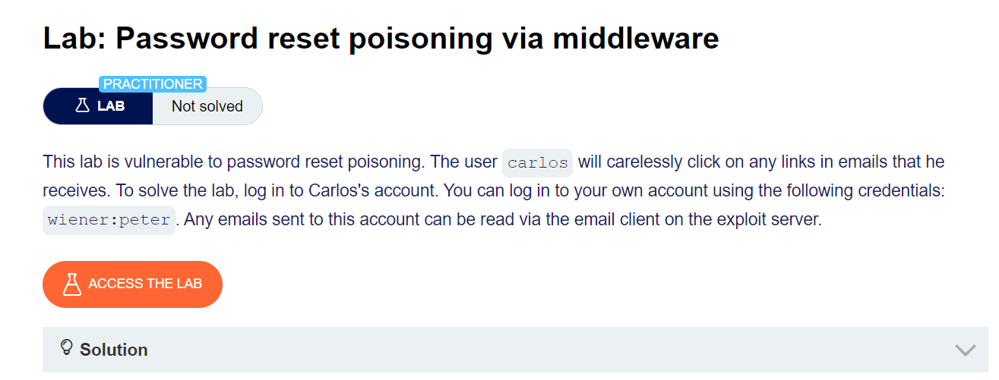 Lab: Password reset poisoning via middleware
PRACTITIONER
LAB Not solved
This lab is vulnerable to password reset poisoning. The user carlos will carelessly click on any links in emails that he
receives. To solve the lab, log in to Carlos's account. You can log in to your own account using the following credentials:
wiener:peter. Any emails sent to this account can be read via the email client on the exploit server.
ACCESS THE LAB
Solution